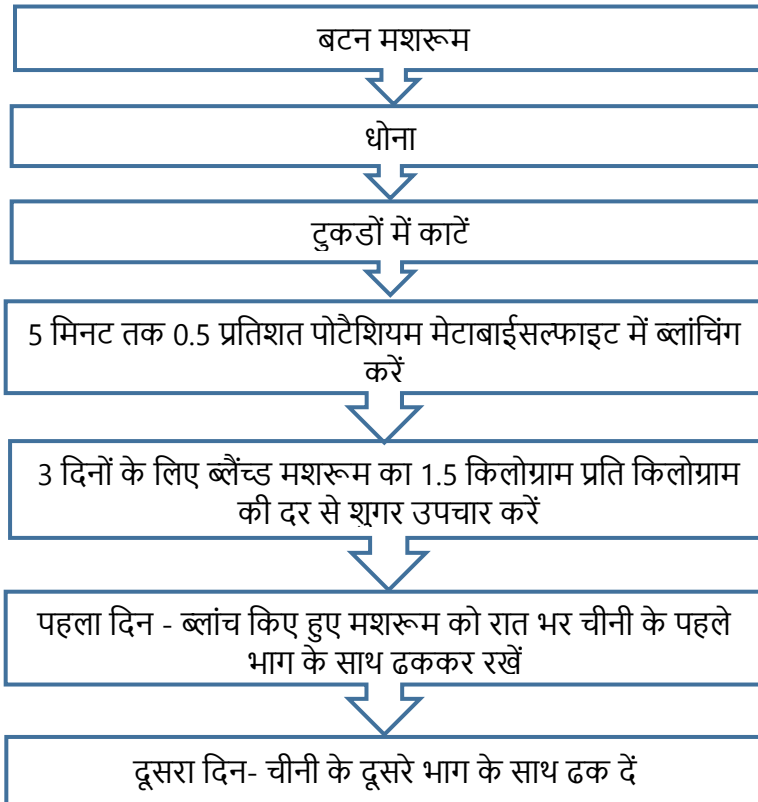 बटन मशरूम
धोना
टुकडों में काटें
5 मिनट तक 0.5 प्रतिशत पोटैशियम मेटाबाईसल्फाइट में ब्लांचिंग
करें
3 दिनों के लिए ब्लैंच्ड मशरूम का 1.5 किलोग्राम प्रति किलोग्राम
की दर से शुगर उपचार करें
पहला दिन - ब्लांच किए हुए मशरूम को रात भर चीनी के पहले
भाग के साथ ढककर रखें
दूसरा दिन- चीनी के दूसरे भाग के साथ ढक दें